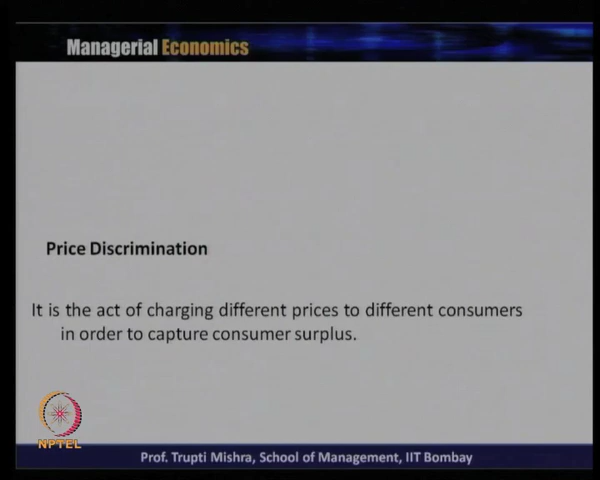 Managerial Economics
Price Discrimination
It is the act of charging different prices to different consumers
in order to capture consumer surplus.
NPTEL
Prof. Trupti Mishra, School of Management, IIT Bombay